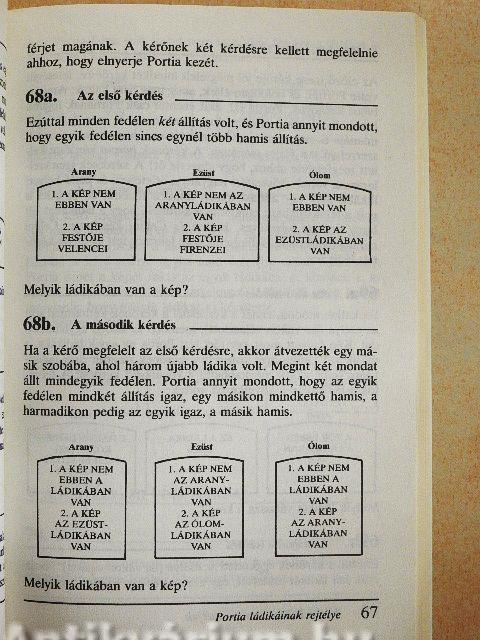 férjet magának. A kérőnek két kérdésre kellett megfelelnie
ahhoz, hogy elnyerje Portia kezét.
68a. Az első kérdés
Ezúttal minden fedélen két állítás volt, és Portia annyit mondott,
hogy egyik fedélen sincs egynél több hamis állítás.
Arany
1. A KÉP NEM
EBBEN VAN
2. A KÉP
FESTŐJE
VELENCEI
Ezüst
1. A KÉP NEM AZ
ARANYLÁDIKÁBAN
VAN
2. A KÉP
FESTŐJE
FIRENZEI
Ólom
1. A KÉP NEM
EBBEN VAN
2. A KÉP AZ
EZÜSTLÁDIKÁBAN
VAN
Melyik ládikában van a kép?
68b. A második kérdés
Ha a kérő megfelelt az első kérdésre, akkor átvezették egy má-
sik szobába, ahol három újabb ládika volt. Megint két mondat
állt mindegyik fedelén. Portia annyit mondott, hogy az egyik
fedélen mindkét állítás igaz, egy másikon mindkettő hamis, a
harmadikon pedig az egyik igaz, a másik hamis.
Arany
1. A KÉP NEM
EBBEN A
LÁDIKÁBAN
VAN
2. A KÉP
AZ EZÜST-
LÁDIKÁBAN
VAN
Ezüst
1. A KÉP NEM
AZ ARANY-
LÁDIKÁBAN
VAN
2. A KÉP
AZ ÓLOM-
LÁDIKÁBAN
VAN
Ólom
1. A KÉP NEM
EBBEN A
LÁDIKÁBAN
VAN
2. A KÉP
AZ ARANY-
LÁDIKÁBAN
VAN
Melyik ládikában van a kép?
Portia ládikáinak rejtélye 67